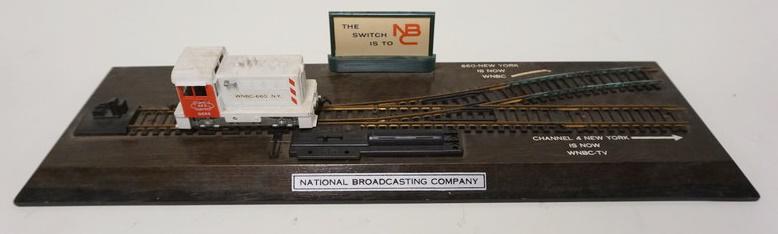 THE
SWITCH
IS TO
NBC
660-NEW YORK
IS NOW
WNBC
WNBC-660 N.Y.
CHANNEL 4 NEW YORK
IS NOW
WNBC-TV
NATIONAL BROADCASTING COMPANY